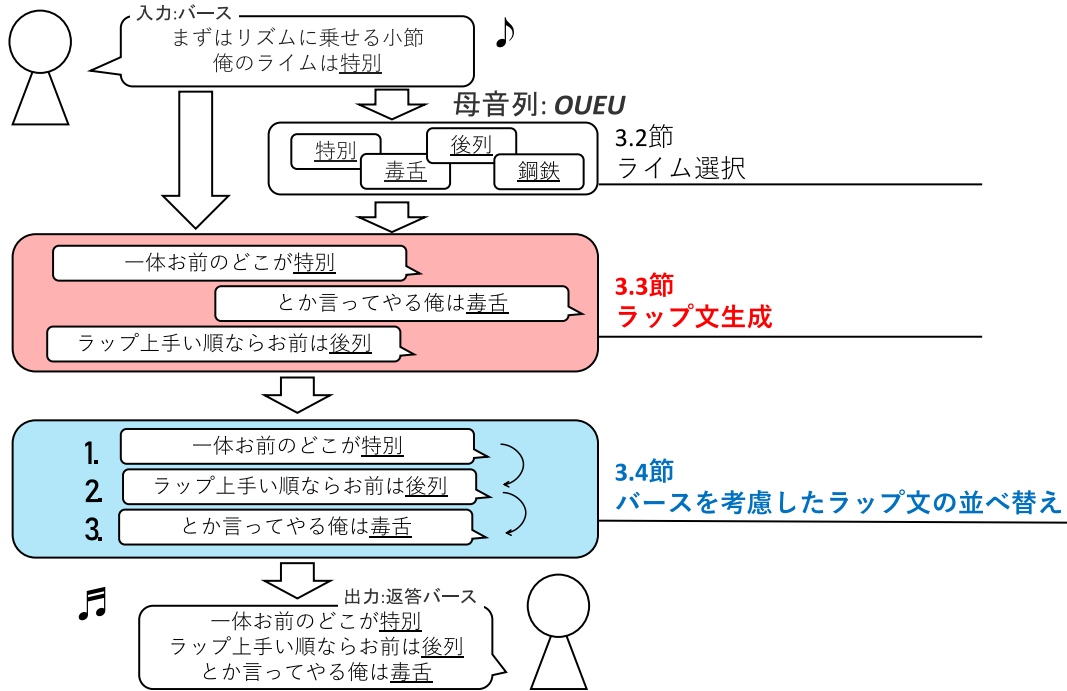 入力:バース
まずはリズムに乗せる小節
俺のライムは特別
母音列: OUEU
特別
後列
毒舌
鋼鉄
3.2節
ライム選択
一体お前のどこが特別
とか言ってやる俺は毒舌
ラップ上手い順ならお前は後列
3.3節
ラップ文生成
1.
一体お前のどこが特別
2.
ラップ上手い順ならお前は後列
3.
とか言ってやる俺は毒舌
3.4節
バースを考慮したラップ文の並べ替え
出力:返答バース
一体お前のどこが特別
ラップ上手い順ならお前は後列
とか言ってやる俺は毒舌